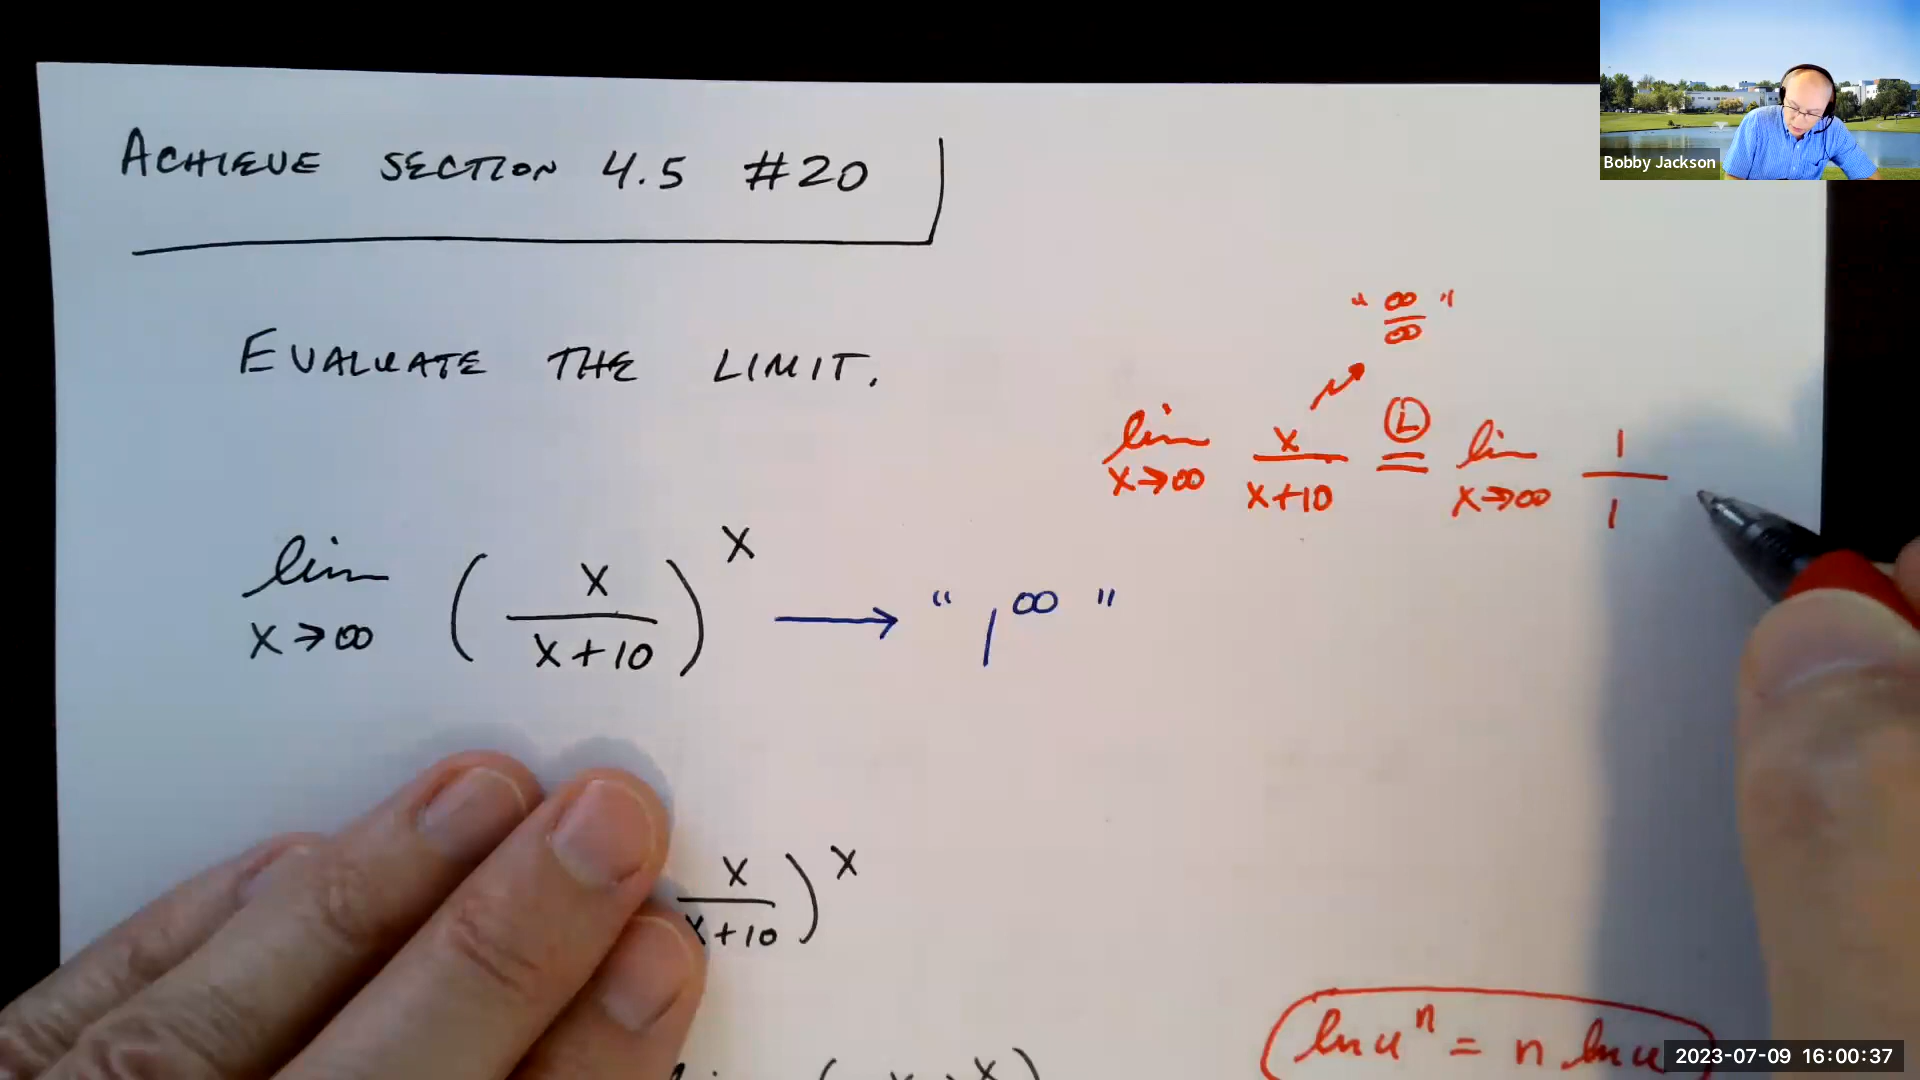 Bobby Jackson
ACHIEVE SECTION 4.5 #20
EVALUATE THE LIMIT.
" ∞/∞ "
lim x→∞ x/(x+10) =Ⓛ lim x→∞ 1/1
lim x→∞ (x/(x+10))^x → " 1^∞ "
x/(x+10))^x
ln u^n = n ln u
2023-07-09 16:00:37